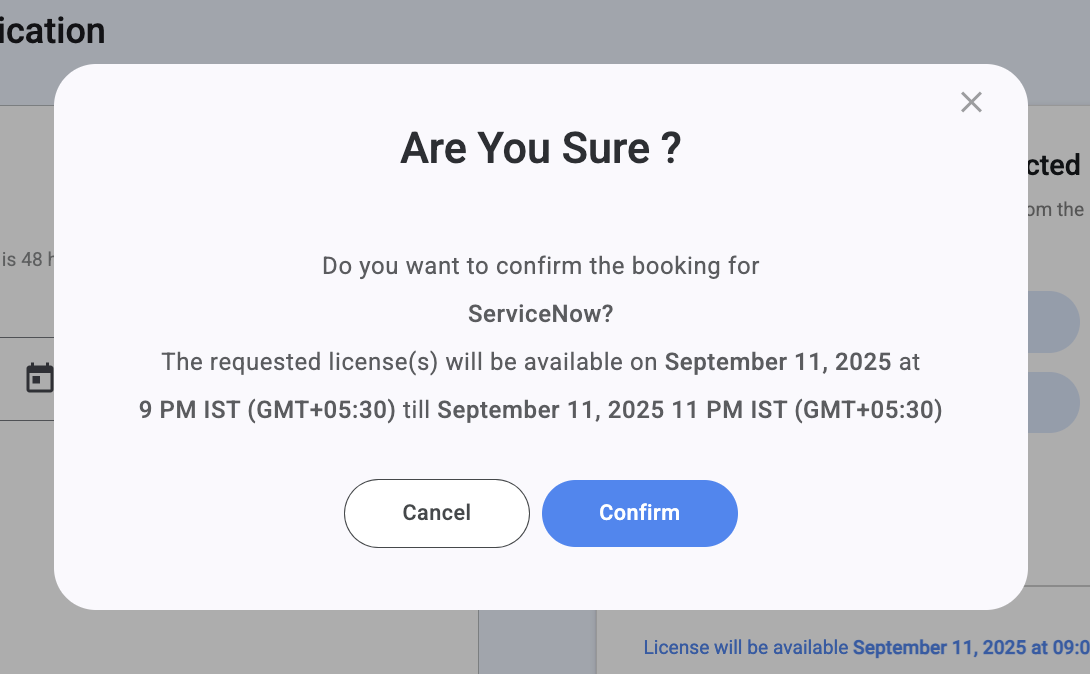 ication
Are You Sure ?
cted
om the
is 48 h
Do you want to confirm the booking for
ServiceNow?
The requested license(s) will be available on September 11, 2025 at
9 PM IST (GMT+05:30) till September 11, 2025 11 PM IST (GMT+05:30)
Cancel
Confirm
License will be available September 11, 2025 at 09:0